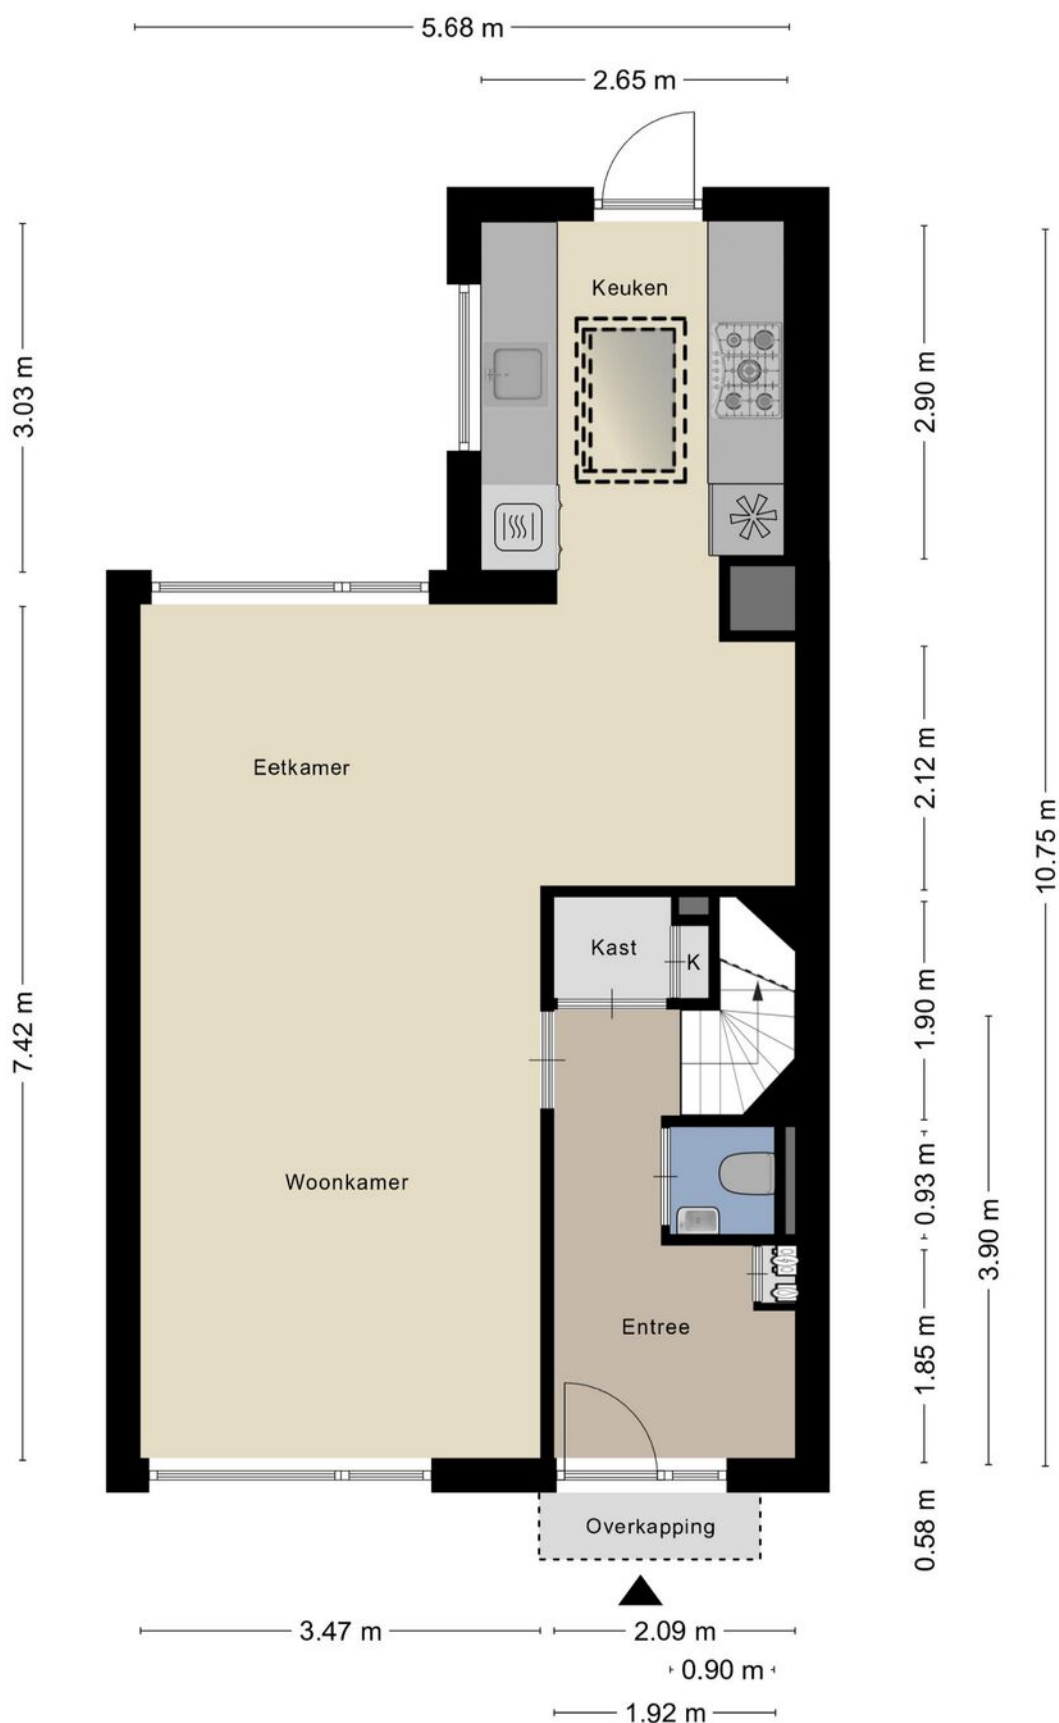 5.68 m
2.65 m
Keuken
3.03 m
2.90 m
Eetkamer
2.12 m
10.75 m
Kast
K
1.90 m
7.42 m
Woonkamer
0.93 m
3.90 m
Entree
1.85 m
Overkapping
0.58 m
3.47 m
2.09 m
0.90 m
1.92 m